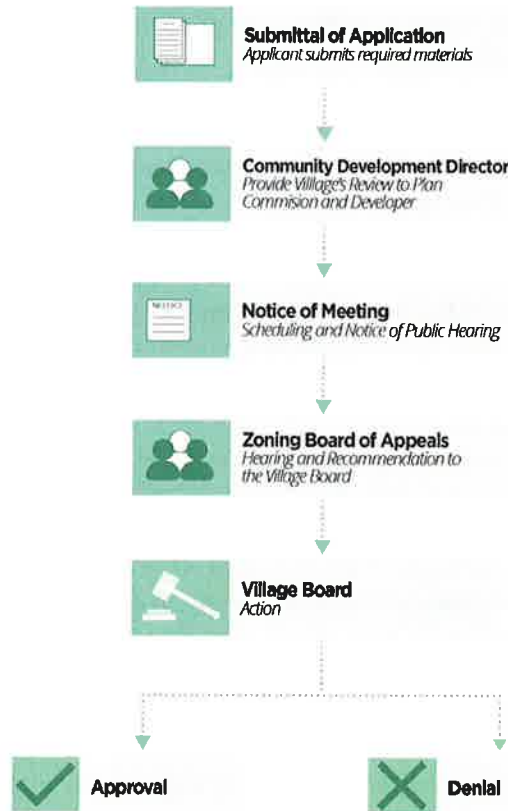 Submittal of Application
Applicant submits required materials
Community Development Director
Provide Village's Review to Plan
Commision and Developer
NOTICE
Notice of Meeting
Scheduling and Notice of Public Hearing
Zoning Board of Appeals
Hearing and Recommendation to
the Village Board
Village Board
Action
Approval
Denial